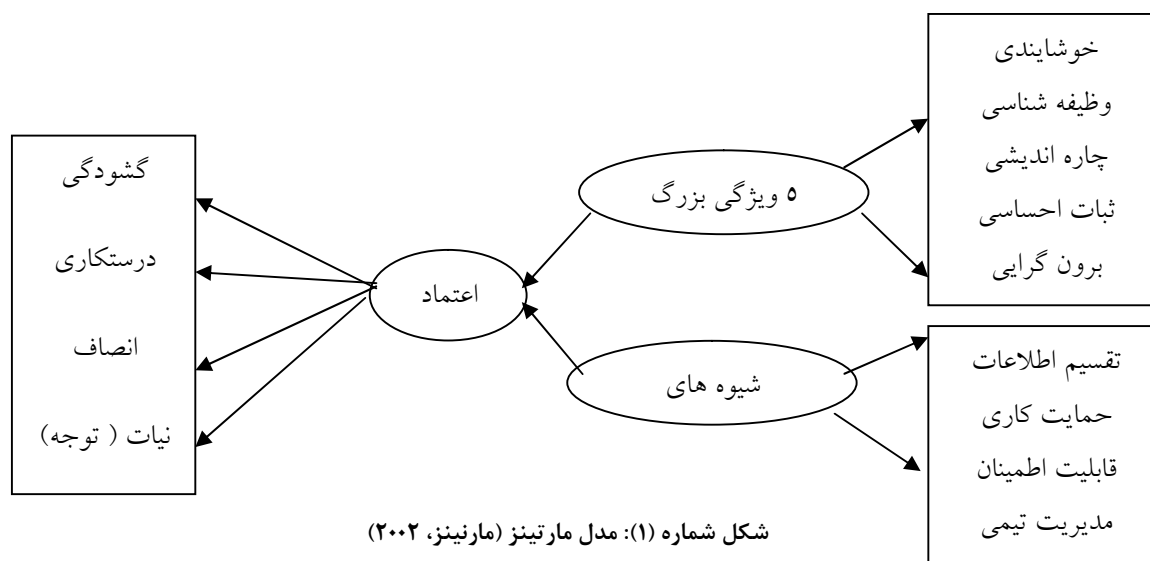 خوشایندی
وظیفه شناسی
چاره اندیشی
ثبات احساسی
برون گرایی
۵ ویژگی بزرگ
گشودگی
درستکاری
انصاف
نیات ( توجه)
اعتماد
شیوه های
تقسیم اطلاعات
حمایت کاری
قابلیت اطمینان
مدیریت تیمی
شکل شماره (۱): مدل مارتینز (مارنینز، ۲۰۰۲)